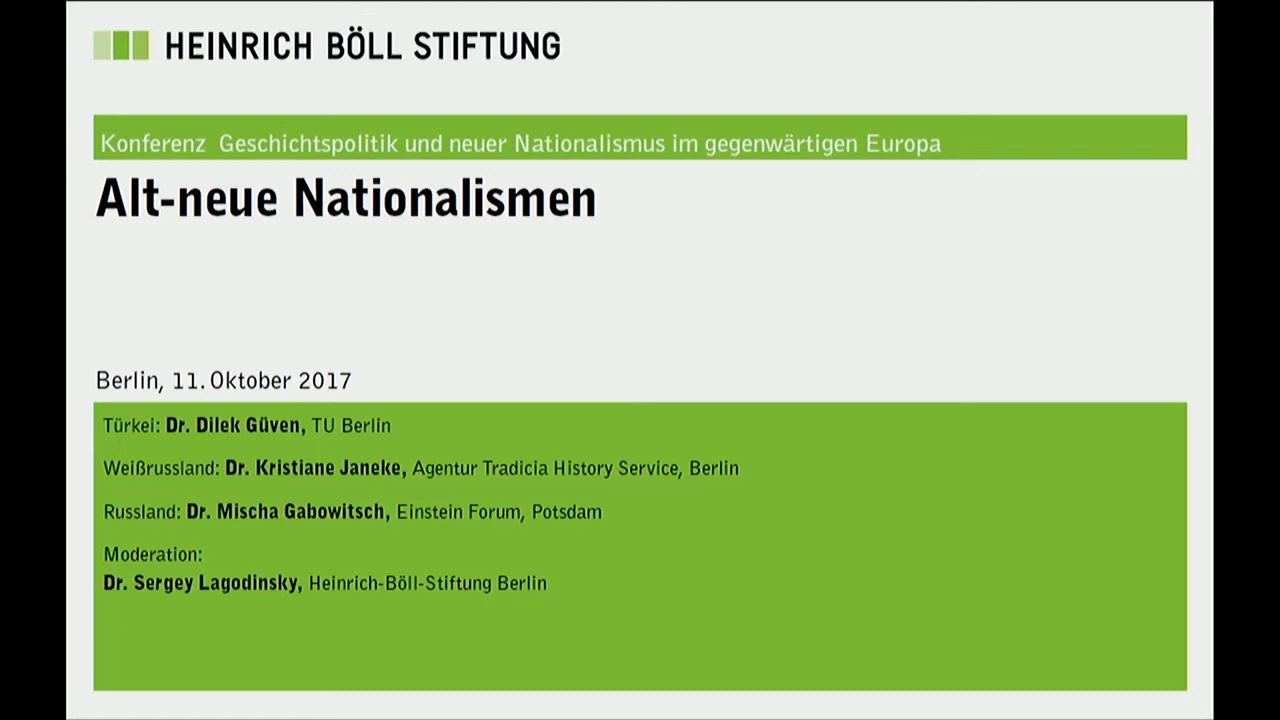 HEINRICH BÖLL STIFTUNG
Konferenz Geschichtspolitik und neuer Nationalismus im gegenwärtigen Europa
Alt-neue Nationalismen
Berlin, 11. Oktober 2017
Türkei: Dr. Dilek Güven, TU Berlin
Weißrussland: Dr. Kristiane Janeke, Agentur Tradicia History Service, Berlin
Russland: Dr. Mischa Gabowitsch, Einstein Forum, Potsdam
Moderation:
Dr. Sergey Lagodinsky, Heinrich-Böll-Stiftung Berlin